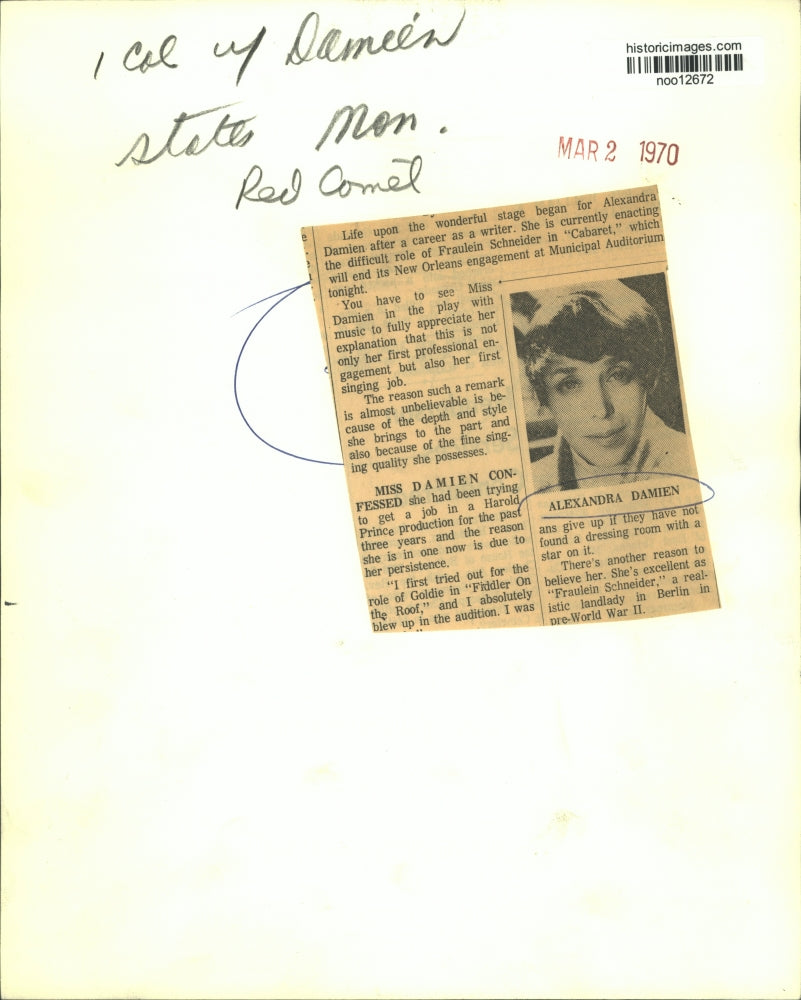 1 Col w/ Dameén
states Mon.
Red Comet
historicimages.com
noo12672
MAR 2 1970
Life upon the wonderful stage began for Alexandra
Damien after a career as a writer. She is currently enacting
the difficult role of Fraulein Schneider in "Cabaret," which
will end its New Orleans engagement at Municipal Auditorium
tonight.
You have to see Miss
Damien in the play with
music to fully appreciate her
explanation that this is not
only her first professional en-
gagement but also her first
singing job.
The reason such a remark
is almost unbelievable is be-
cause of the depth and style
she brings to the part and
also because of the fine sing-
ing quality she possesses.
MISS DAMIEN CON-
FESSED she had been trying
to get a job in a Harold
Prince production for the past
three years and the reason
she is in one now is due to
her persistence.
"I first tried out for the
role of Goldie in "Fiddler On
the Roof," and I absolutely
blew up in the audition. I was
ALEXANDRA DAMIEN
ans give up if they have not
found a dressing room with a
star on it.
There's another reason to
believe her. She's excellent as
"Fraulein Schneider," a real-
istic landlady in Berlin in
pre-World War II.